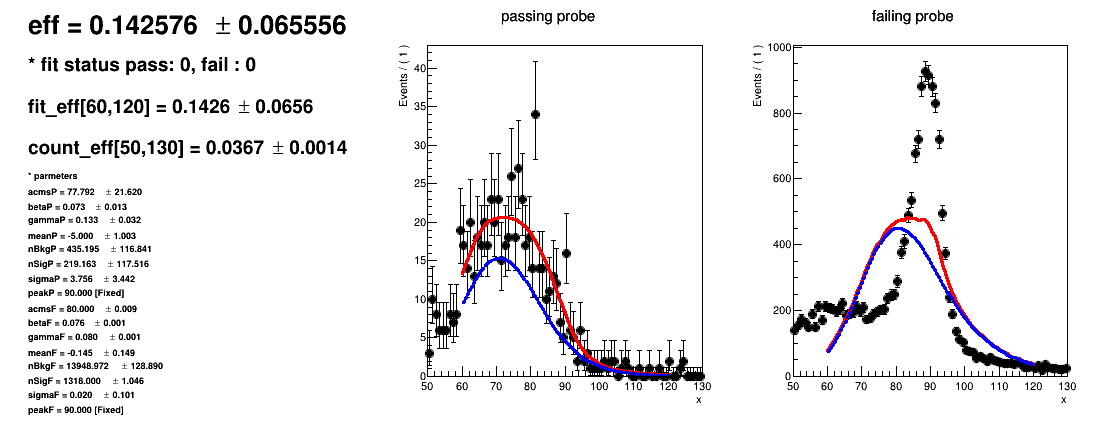 eff = 0.142576 ± 0.065556
* fit status pass: 0, fail : 0
fit_eff[60,120] = 0.1426 ± 0.0656
count_eff[50,130] = 0.0367 ± 0.0014
* parmeters
acmsP = 77.792 ± 21.620
betaP = 0.073 ± 0.013
gammaP = 0.133 ± 0.032
meanP = -5.000 ± 1.003
nBkgP = 435.195 ± 116.841
nSigP = 219.163 ± 117.516
sigmaP = 3.756 ± 3.442
peakP = 90.000 [Fixed]
acmsF = 80.000 ± 0.009
betaF = 0.076 ± 0.001
gammaF = 0.080 ± 0.001
meanF = -0.145 ± 0.149
nBkgF = 13948.972 ± 128.890
nSigF = 1318.000 ± 1.046
sigmaF = 0.020 ± 0.101
peakF = 90.000 [Fixed]
passing probe
Events / ( 1 )
40
35
30
25
20
15
10
5
0
50 60 70 80 90 100 110 120 130
x
failing probe
Events / ( 1 )
1000
800
600
400
200
0
50 60 70 80 90 100 110 120 130
x